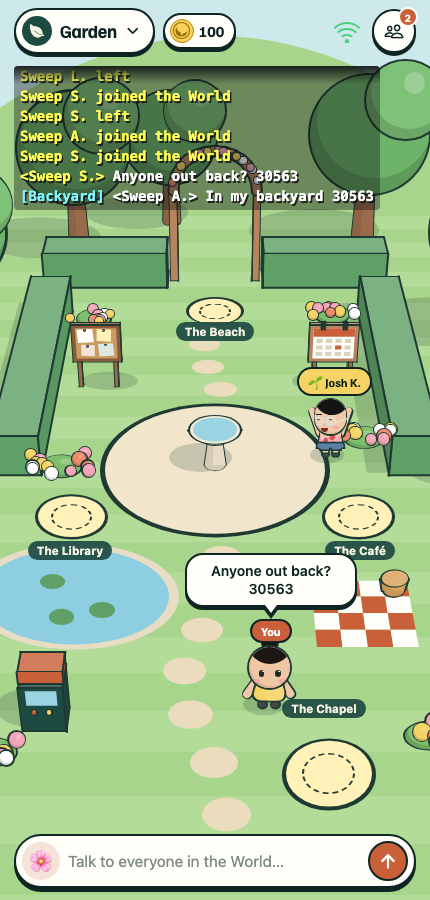 Garden
100
2
Sweep L. left
Sweep S. joined the World
Sweep S. left
Sweep A. joined the World
Sweep S. joined the World
<Sweep S.> Anyone out back? 30563
[Backyard] <Sweep A.> In my backyard 30563
The Beach
Josh K.
The Library
The Café
Anyone out back?
30563
You
The Chapel
Talk to everyone in the World...